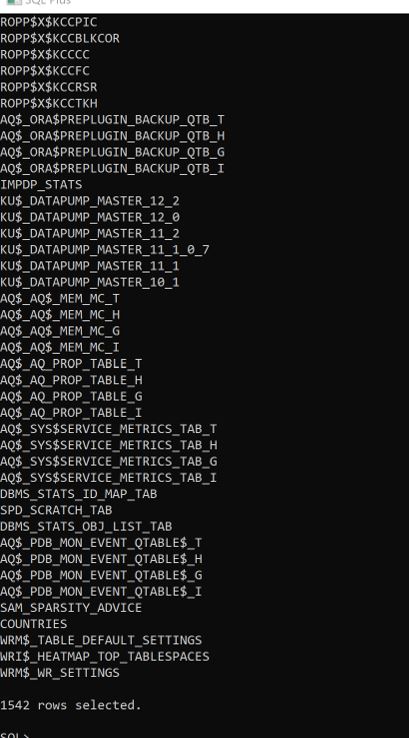 SQL Plus
ROPP$X$KCCPIC
ROPP$X$KCCBLKCOR
ROPP$X$KCCCC
ROPP$X$KCCFC
ROPP$X$KCCRSR
ROPP$X$KCCTKH
AQ$_ORA$PREPLUGIN_BACKUP_QTB_T
AQ$_ORA$PREPLUGIN_BACKUP_QTB_H
AQ$_ORA$PREPLUGIN_BACKUP_QTB_G
AQ$_ORA$PREPLUGIN_BACKUP_QTB_I
IMPDP_STATS
KU$_DATAPUMP_MASTER_12_2
KU$_DATAPUMP_MASTER_12_0
KU$_DATAPUMP_MASTER_11_2
KU$_DATAPUMP_MASTER_11_1_0_7
KU$_DATAPUMP_MASTER_11_1
KU$_DATAPUMP_MASTER_10_1
AQ$_AQ$_MEM_MC_T
AQ$_AQ$_MEM_MC_H
AQ$_AQ$_MEM_MC_G
AQ$_AQ$_MEM_MC_I
AQ$_AQ_PROP_TABLE_T
AQ$_AQ_PROP_TABLE_H
AQ$_AQ_PROP_TABLE_G
AQ$_AQ_PROP_TABLE_I
AQ$_SYS$SERVICE_METRICS_TAB_T
AQ$_SYS$SERVICE_METRICS_TAB_H
AQ$_SYS$SERVICE_METRICS_TAB_G
AQ$_SYS$SERVICE_METRICS_TAB_I
DBMS_STATS_ID_MAP_TAB
SPD_SCRATCH_TAB
DBMS_STATS_OBJ_LIST_TAB
AQ$_PDB_MON_EVENT_QTABLE$_T
AQ$_PDB_MON_EVENT_QTABLE$_H
AQ$_PDB_MON_EVENT_QTABLE$_G
AQ$_PDB_MON_EVENT_QTABLE$_I
SAM_SPARSITY_ADVICE
COUNTRIES
WRM$_TABLE_DEFAULT_SETTINGS
WRI$_HEATMAP_TOP_TABLESPACES
WRM$_WR_SETTINGS
1542 rows selected.
SQL>